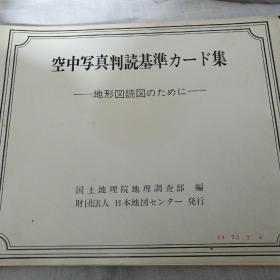 空中写真判読基準カード集
――地形図読図のために――
国土地理院地理調査部 編
財団法人 日本地図センター 発行